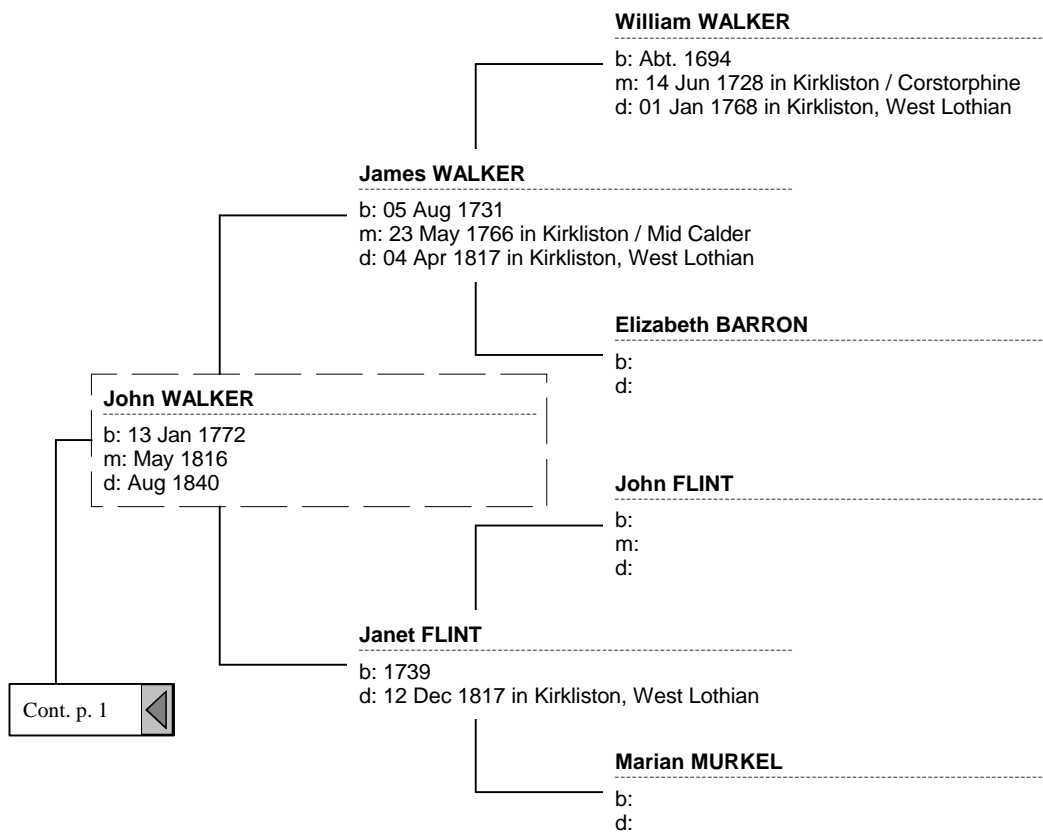 William WALKER
b: Abt. 1694
m: 14 Jun 1728 in Kirkliston / Corstorphine
d: 01 Jan 1768 in Kirkliston, West Lothian
James WALKER
b: 05 Aug 1731
m: 23 May 1766 in Kirkliston / Mid Calder
d: 04 Apr 1817 in Kirkliston, West Lothian
Elizabeth BARRON
b:
d:
John WALKER
b: 13 Jan 1772
m: May 1816
d: Aug 1840
John FLINT
b:
m:
d:
Janet FLINT
b: 1739
d: 12 Dec 1817 in Kirkliston, West Lothian
Cont. p. 1
Marian MURKEL
b:
d: